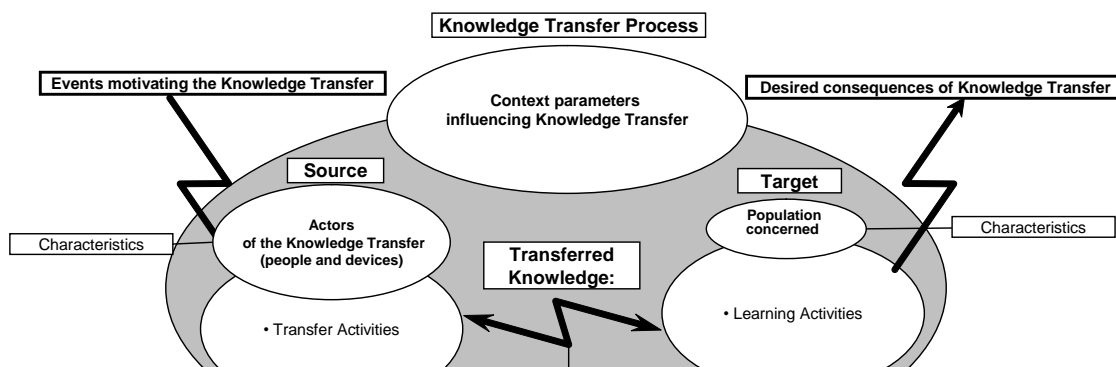 Knowledge Transfer Process
Events motivating the Knowledge Transfer
Desired consequences of Knowledge Transfer
Context parameters
influencing Knowledge Transfer
Source
Target
Actors
of the Knowledge Transfer
(people and devices)
Population
concerned
Characteristics
Characteristics
Transferred
Knowledge:
• Transfer Activities
• Learning Activities